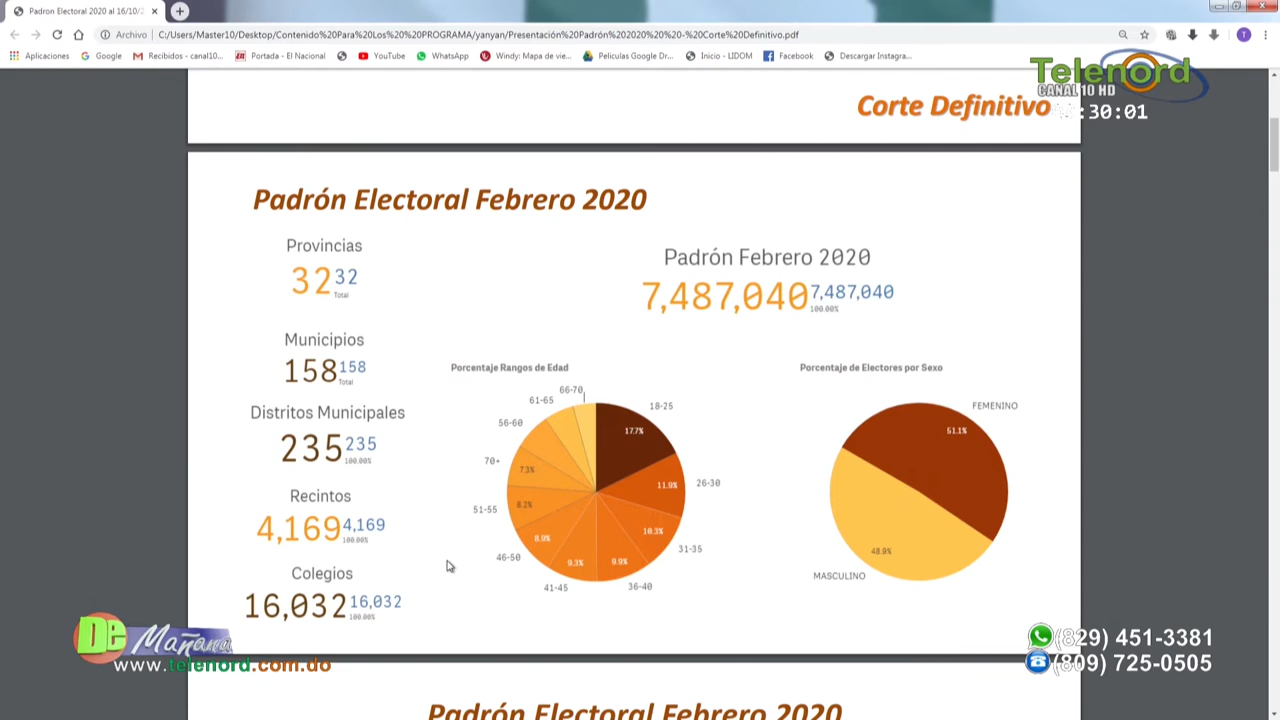 Padron Electoral 2020 al 16/10/2
Archivo
C:/Users/Master10/Desktop/Contenido%20Para%20Los%20%20PROGRAMA/yanyan/Presentación%20Padrón%202020%20%20-%20Corte%20Definitivo.pdf
T
Aplicaciones
Google
Recibidos - canal10...
Portada - El Nacional
YouTube
WhatsApp
Windy: Mapa de vie...
Peliculas Google Dr...
Inicio - LIDOM
Facebook
Descargar Instagra...
Telenord
CANAL 10 HD
:30:01
Corte Definitivo
Padrón Electoral Febrero 2020
Provincias
32 32
Total
Municipios
158 158
Total
Distritos Municipales
235 235
100.00%
Recintos
4,169 4,169
100.00%
Colegios
16,032 16,032
100.00%
Padrón Febrero 2020
7,487,040 7,487,040
100.00%
Porcentaje Rangos de Edad
66-70
61-65
18-25
56-60
17.7%
70+
7.3%
11.9%
26-30
51-55
8.2%
10.3%
31-35
46-50
8.9%
9.3%
9.9%
41-45
36-40
Porcentaje de Electores por Sexo
FEMENINO
51.1%
48.9%
MASCULINO
De Mañana
www.telenord.com.do
(829) 451-3381
(809) 725-0505
Padrón Electoral Febrero 2020